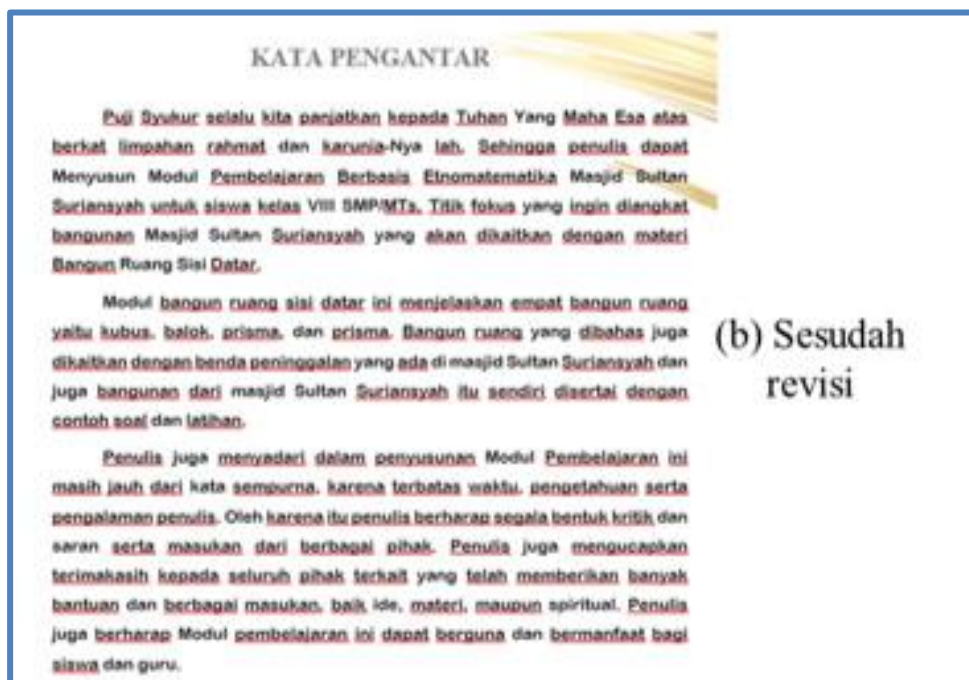 KATA PENGANTAR
Puji Syukur selalu kita panjatkan kepada Tuhan Yang Maha Esa atas
berkat limpahan rahmat dan karunia-Nya lah. Sehingga penulis dapat
Menyusun Modul Pembelajaran Berbasis Etnomatematika Masjid Sultan
Suriansyah untuk siswa kelas VIII SMP/MTs. Titik fokus yang ingin diangkat
bangunan Masjid Sultan Suriansyah yang akan dikaitkan dengan materi
Bangun Ruang Sisi Datar.
Modul bangun ruang sisi datar ini menjelaskan empat bangun ruang
yaitu kubus, balok, prisma, dan prisma. Bangun ruang yang dibahas juga
dikaitkan dengan benda peninggalan yang ada di masjid Sultan Suriansyah dan
juga bangunan dari masjid Sultan Suriansyah itu sendiri disertai dengan
contoh soal dan latihan.
Penulis juga menyadari dalam penyusunan Modul Pembelajaran ini
masih jauh dari kata sempurna, karena terbatas waktu, pengetahuan serta
pengalaman penulis. Oleh karena itu penulis berharap segala bentuk kritik dan
saran serta masukan dari berbagai pihak. Penulis juga mengucapkan
terimakasih kepada seluruh pihak terkait yang telah memberikan banyak
bantuan dan berbagai masukan, baik ide, materi, maupun spiritual. Penulis
juga berharap Modul pembelajaran ini dapat berguna dan bermanfaat bagi
siswa dan guru.
(b) Sesudah
revisi